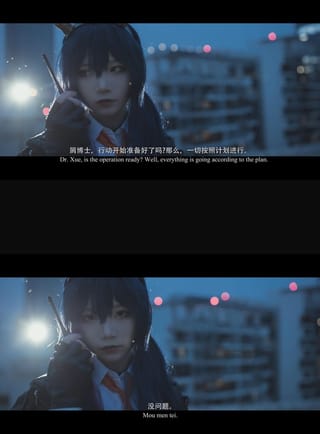 屑博士，行动开始准备好了吗?那么，一切按照计划进行。
Dr. Xue, is the operation ready? Well, everything is going according to the plan.
没问题。
Mou men tei.